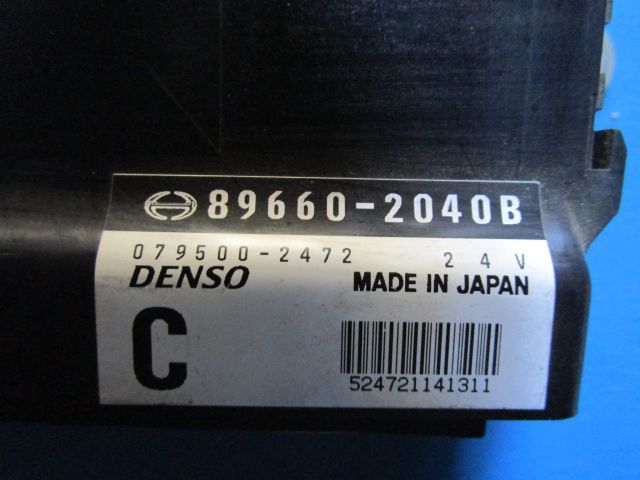 89660-2040B
079500-2472 24V
DENSO MADE IN JAPAN
C
524721141311